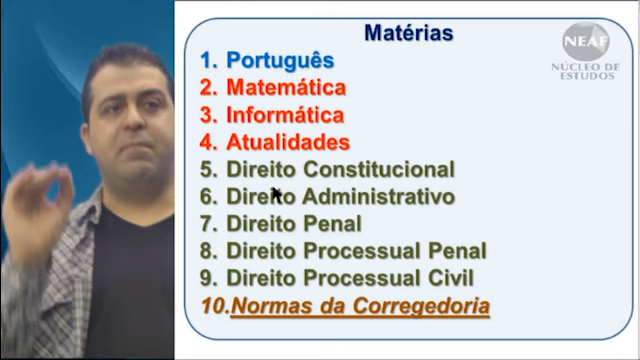 Matérias
1. Português
2. Matemática
3. Informática
4. Atualidades
5. Direito Constitucional
6. Direito Administrativo
7. Direito Penal
8. Direito Processual Penal
9. Direito Processual Civil
10.Normas da Corregedoria
NEAF
NÚCLEO DE
ESTUDOS